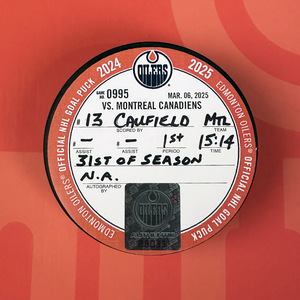 2024
2025
OFFICIAL NHL GOAL PUCK
EDMONTON OILERS®
OILERS
GAME NO 0995
MAR. 06, 2025
VS. MONTREAL CANADIENS
# 13 CAUFIELD MTL
SCORED BY TEAM
- - 1ST 15:14
ASSIST ASSIST PERIOD TIME
31ST OF SEASON
N.A.
AUTOGRAPHED BY
EDMONTON OILERS® OFFICIAL NHL GOAL PUCK
AUTHENTIC